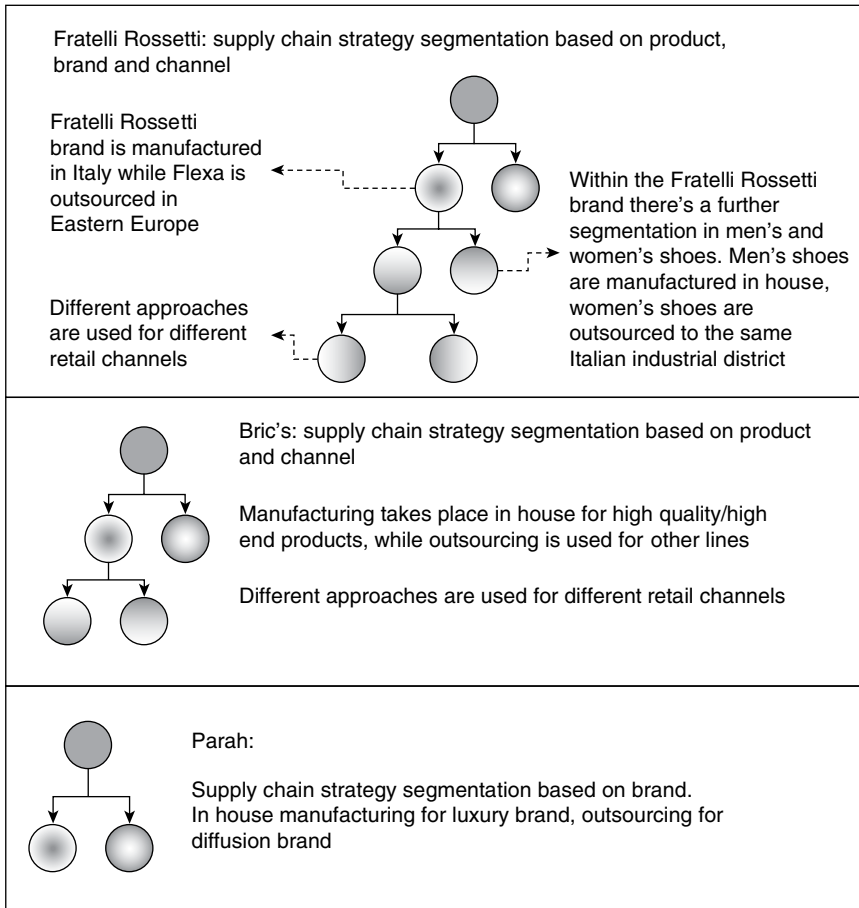 Fratelli Rossetti: supply chain strategy segmentation based on product,
brand and channel
Fratelli Rossetti
brand is manufactured
in Italy while Flexa is
outsourced in
Eastern Europe
Within the Fratelli Rossetti
brand there's a further
segmentation in men's and
women's shoes. Men's shoes
are manufactured in house,
women's shoes are
outsourced to the same
Italian industrial district
Different approaches
are used for different
retail channels
Bric's: supply chain strategy segmentation based on product
and channel
Manufacturing takes place in house for high quality/high
end products, while outsourcing is used for other lines
Different approaches are used for different retail channels
Parah:
Supply chain strategy segmentation based on brand.
In house manufacturing for luxury brand, outsourcing for
diffusion brand